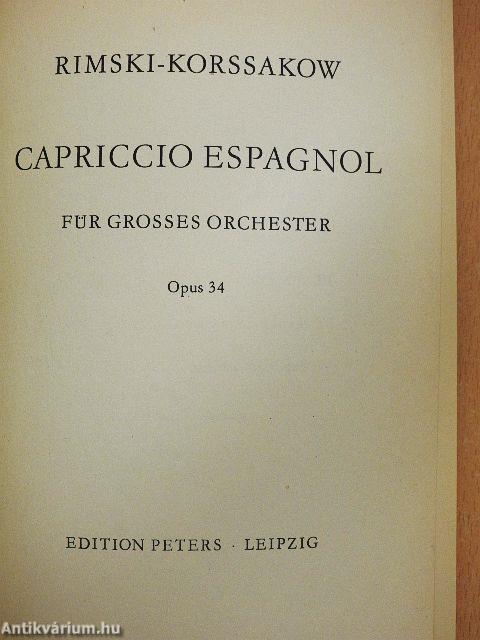 RIMSKI-KORSSAKOW
CAPRICCIO ESPAGNOL
FÜR GROSSES ORCHESTER
Opus 34
EDITION PETERS · LEIPZIG
Antikvárium.hu